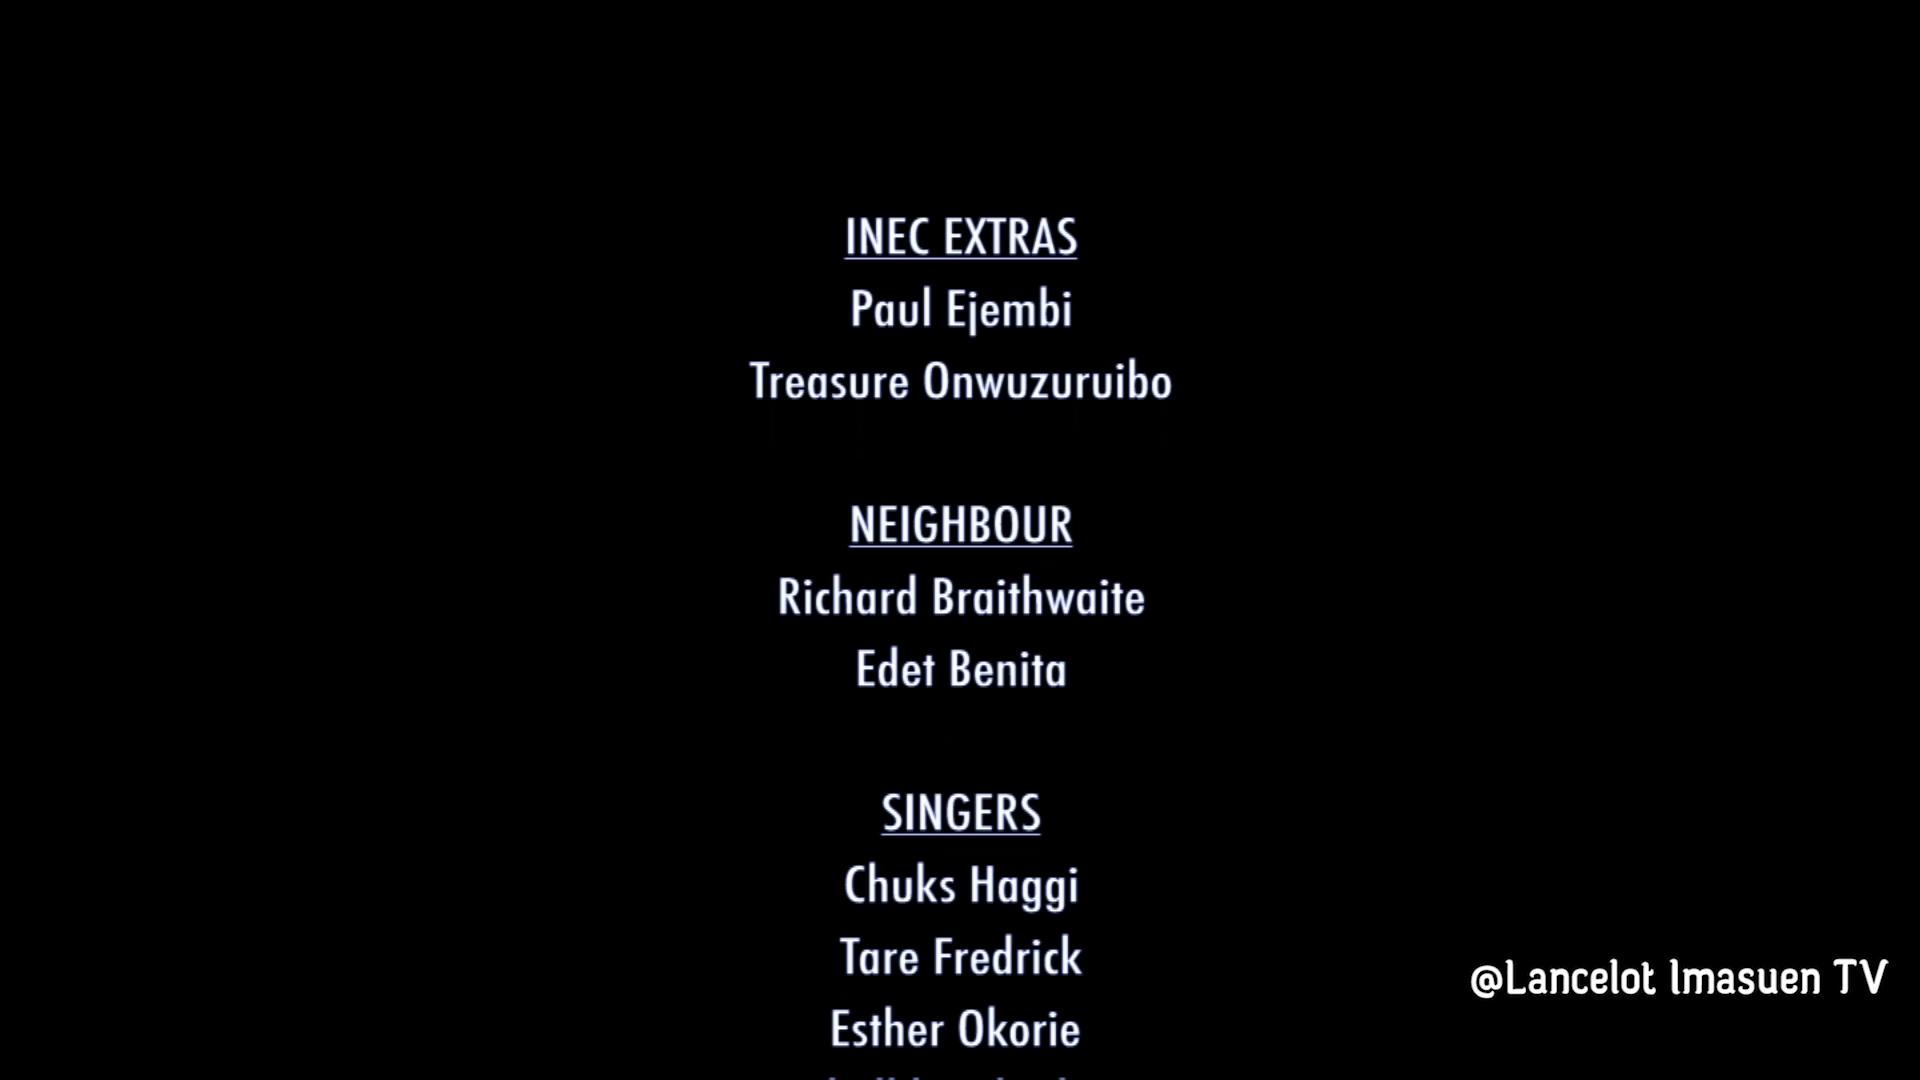 INEC EXTRAS
Paul Ejembi
Treasure Onwuzuruibo
NEIGHBOUR
Richard Braithwaite
Edet Benita
SINGERS
Chuks Haggi
Tare Fredrick
@Lancelot Imasuen TV
Esther Okorie